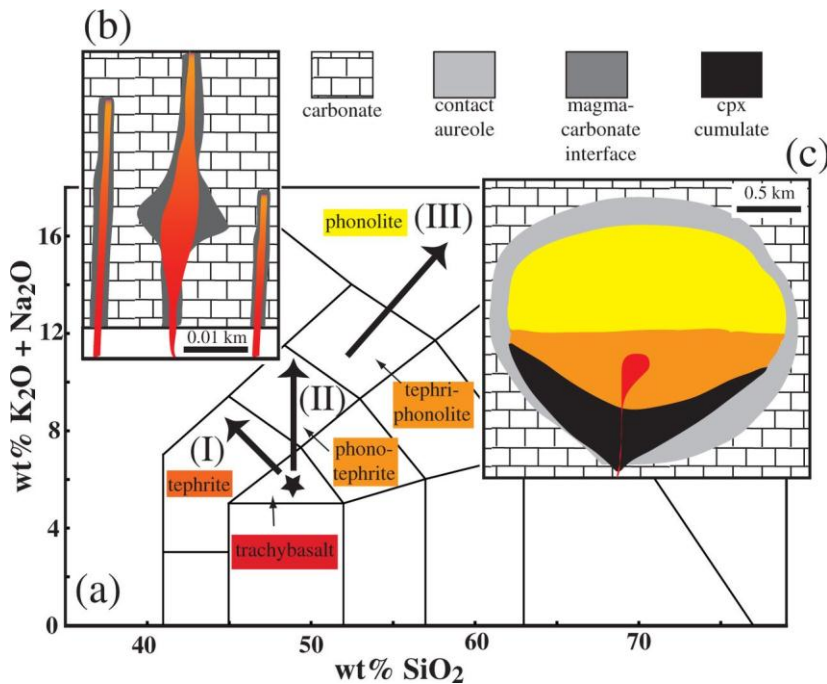 (b)
carbonate
contact
aureole
magma-
carbonate
interface
cpx
cumulate
(c)
0.01 km
0.5 km
wt% K₂O + Na₂O
16
12
8
4
0
phonolite
(III)
(II)
(I)
tephri-
phonolite
phono-
tephrite
tephrite
trachybasalt
(a)
40
50
60
70
wt% SiO₂